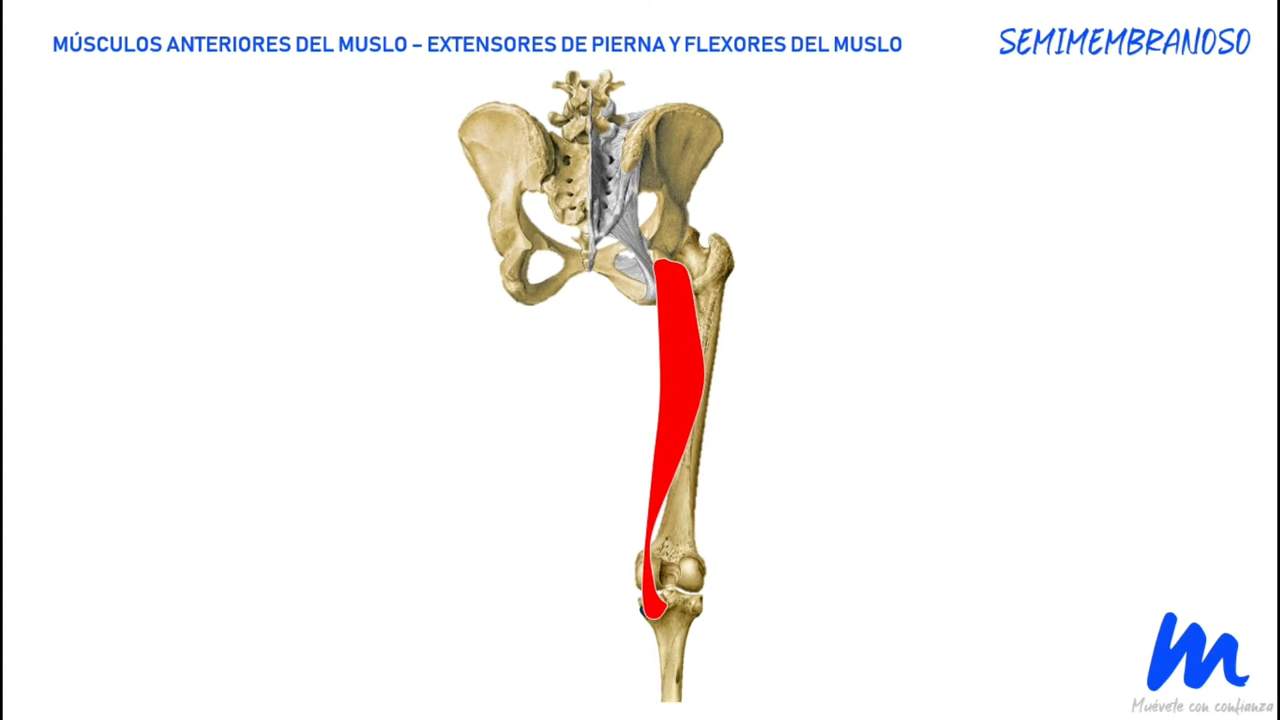 MÚSCULOS ANTERIORES DEL MUSLO – EXTENSORES DE PIERNA Y FLEXORES DEL MUSLO
SEMIMEMBRANOSO
Muévete con confianza